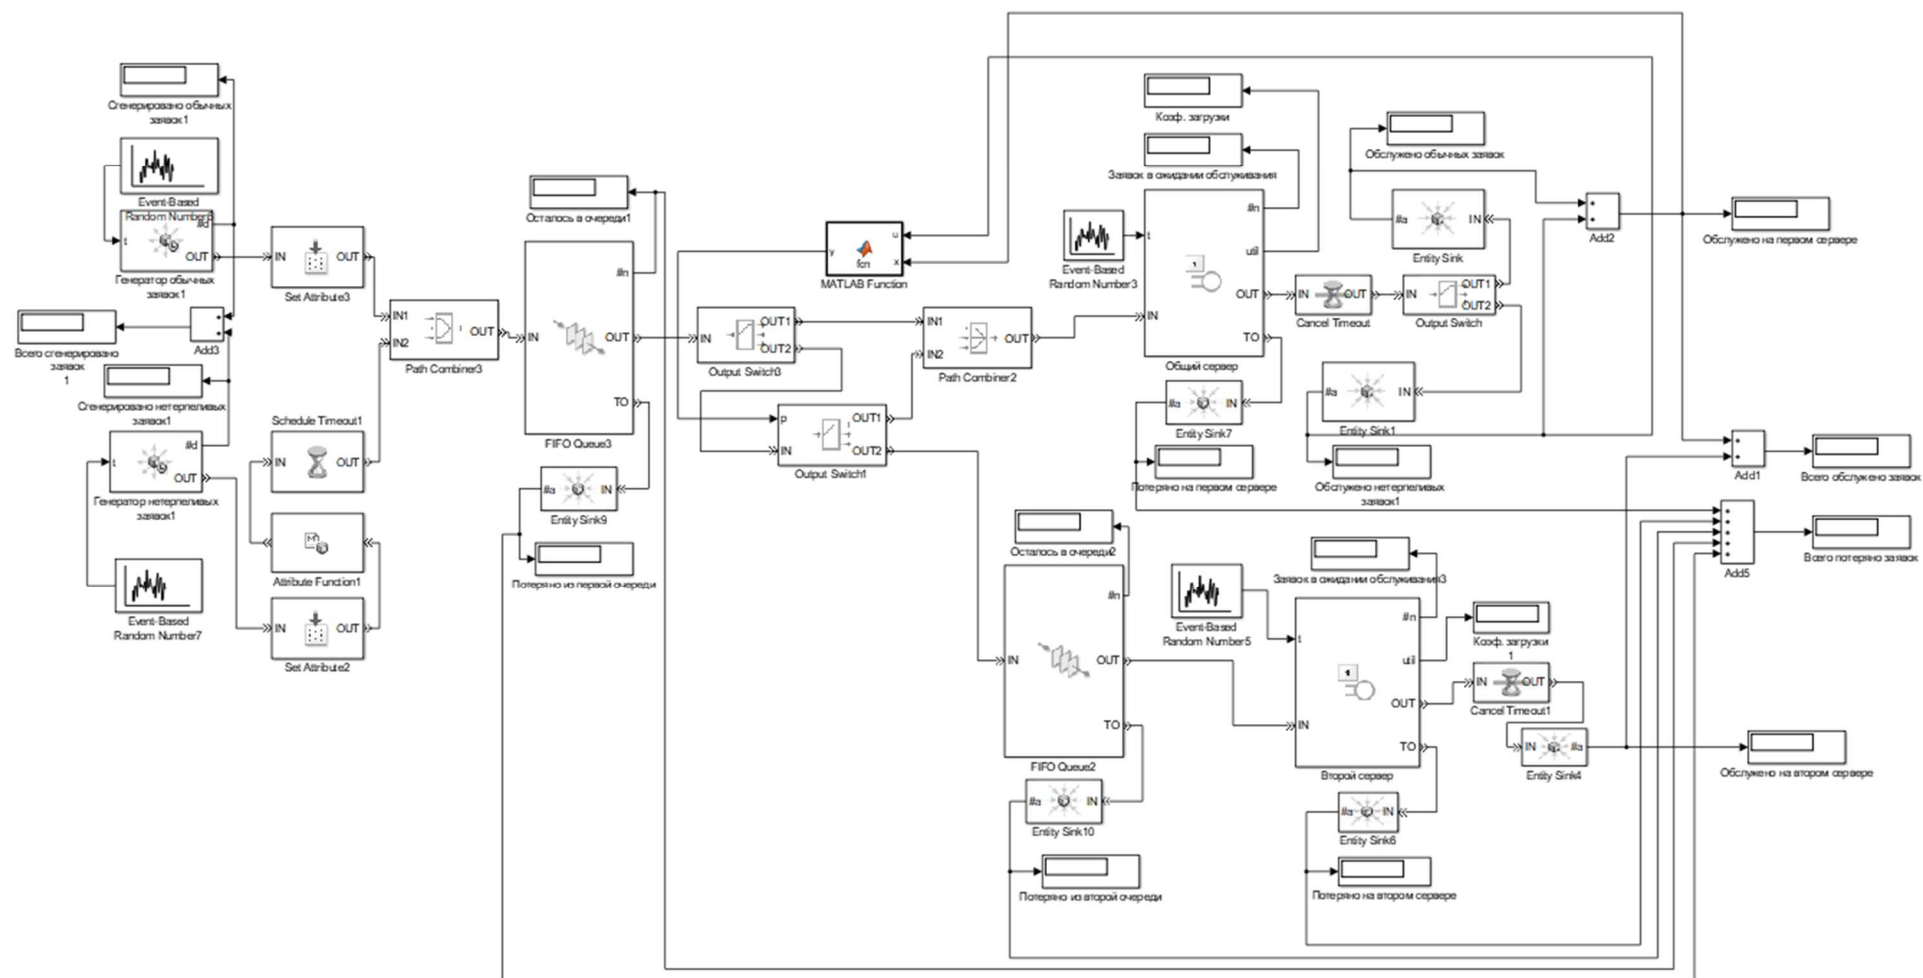 Сгенерировано обычных
заявок1
Event-Based
Random Number6
#d
t
OUT
Генератор обычных
заявок1
IN
OUT
Set Attribute3
Add3
Всего сгенерировано
заявок
1
Сгенерировано нетерпеливых
заявок1
#d
t
OUT
Генератор нетерпеливых
заявок1
Event-Based
Random Number7
Schedule Timeout1
IN
OUT
Attribute Function1
IN
OUT
Set Attribute2
IN1
IN2
OUT
Path Combiner3
Осталось в очереди1
#n
IN
OUT
TO
FIFO Queue3
#a
IN
Entity Sink9
Потеряно из первой очереди
y
fcn
u
x
MATLAB Function
IN
OUT1
OUT2
Output Switch3
p
IN
OUT1
OUT2
Output Switch1
IN1
IN2
OUT
Path Combiner2
Коэф. загрузки
Заявок в ожидании обслуживания
Event-Based
Random Number3
t
#n
util
IN
OUT
TO
Общий сервер
#a
IN
Entity Sink7
Потеряно на первом сервере
IN
OUT
Cancel Timeout
IN
OUT1
OUT2
Output Switch
Обслужено обычных заявок
#a
IN
Entity Sink
#a
IN
Entity Sink1
Обслужено нетерпеливых
заявок1
Add2
Обслужено на первом сервере
Add1
Всего обслужено заявок
Add5
Всего потеряно заявок
Осталось в очереди2
#n
IN
OUT
TO
FIFO Queue2
#a
IN
Entity Sink10
Потеряно из второй очереди
Event-Based
Random Number5
Заявок в ожидании обслуживания3
t
#n
util
OUT
IN
TO
Второй сервер
Коэф. загрузки
1
IN
OUT
Cancel Timeout1
IN
#a
Entity Sink4
Обслужено на втором сервере
#a
IN
Entity Sink6
Потеряно на втором сервере